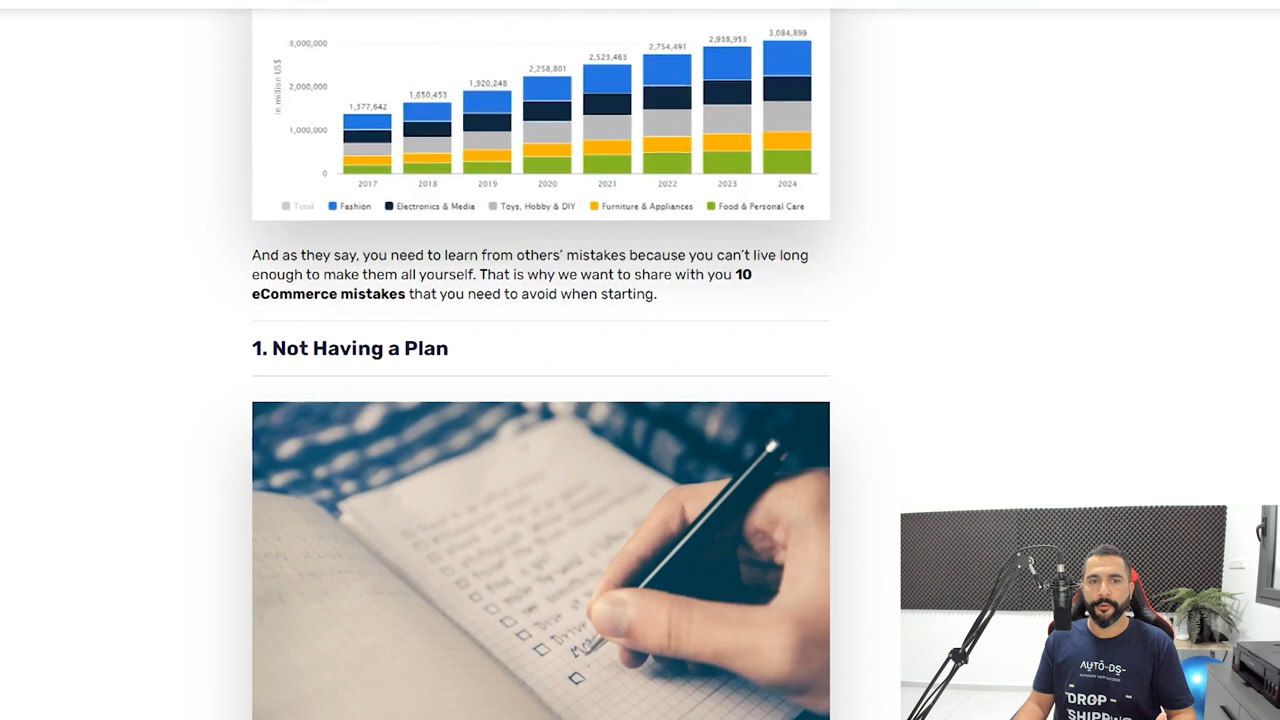 3,084,899
2,938,953
3,000,000
2,754,491
2,523,463
2,258,801
in million US$
2,000,000
1,920,248
1,650,453
1,377,642
1,000,000
0
2017 2018 2019 2020 2021 2022 2023 2024
Total Fashion Electronics & Media Toys, Hobby & DIY Furniture & Appliances Food & Personal Care
And as they say, you need to learn from others’ mistakes because you can’t live long
enough to make them all yourself. That is why we want to share with you 10
eCommerce mistakes that you need to avoid when starting.
1. Not Having a Plan
AUTO-DS
DROP
SHIPPING